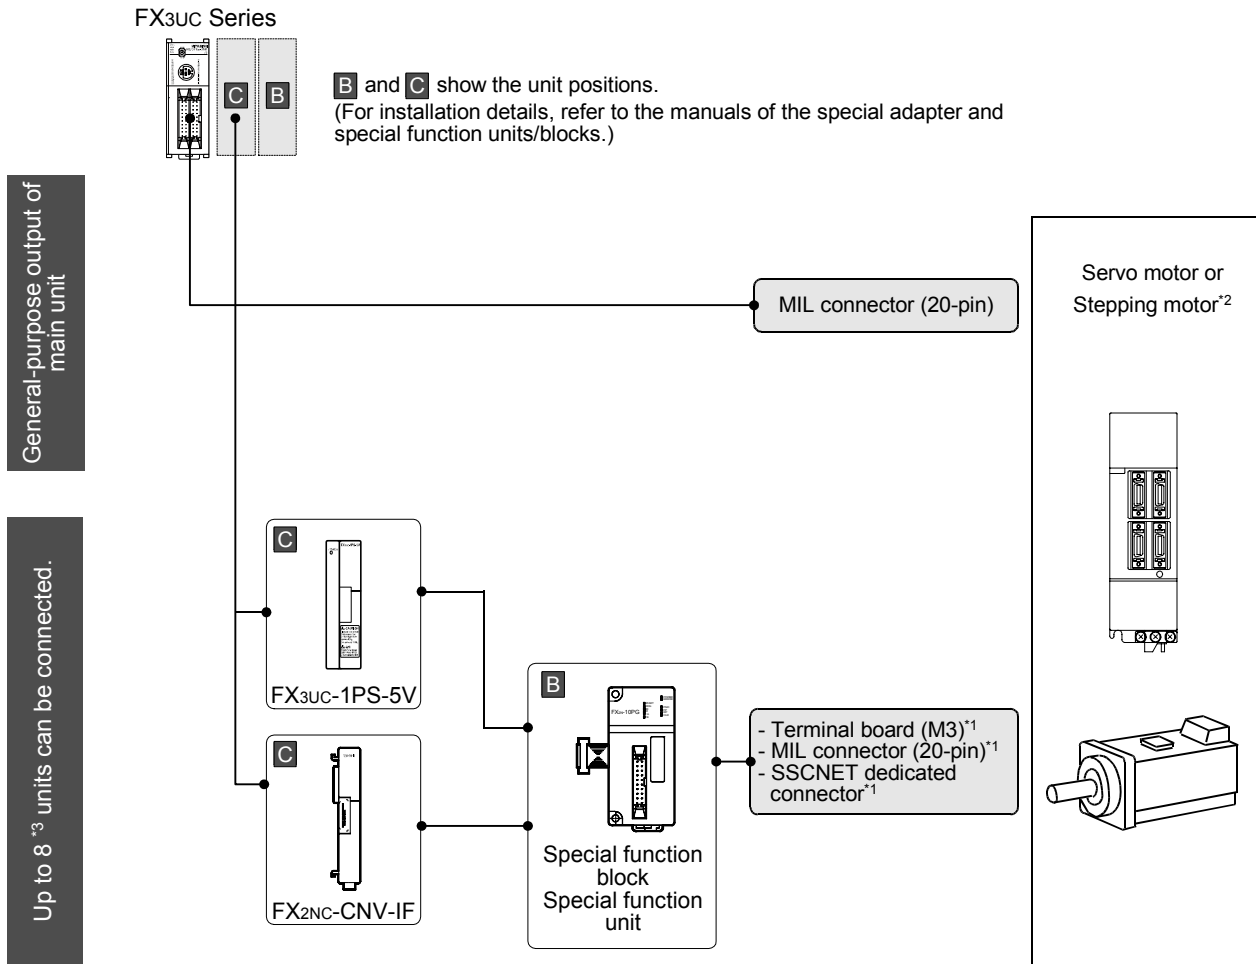 FX3UC Series
C
B
B and C show the unit positions.
(For installation details, refer to the manuals of the special adapter and
special function units/blocks.)
General-purpose output of
main unit
MIL connector (20-pin)
Servo motor or
Stepping motor*2
Up to 8 *3 units can be connected.
C
FX3UC-1PS-5V
C
FX2NC-CNV-IF
B
Special function
block
Special function
unit
- Terminal board (M3)*1
- MIL connector (20-pin)*1
- SSCNET dedicated
connector*1